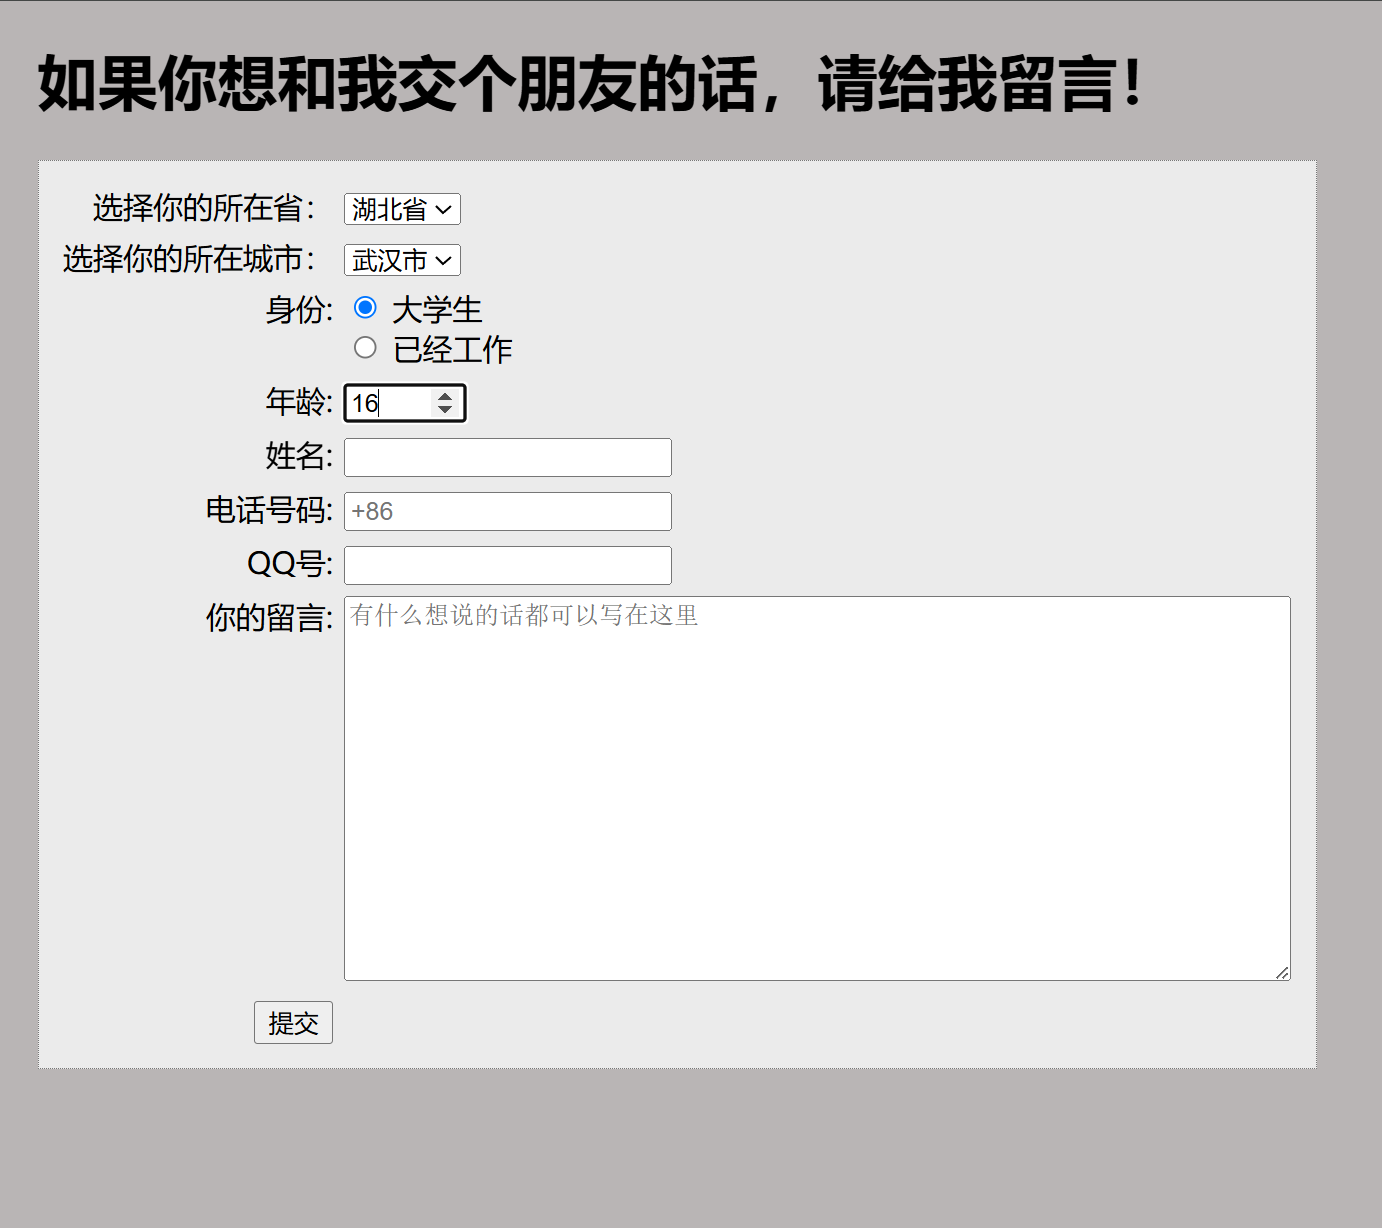 如果你想和我交个朋友的话，请给我留言！
选择你的所在省： 湖北省
选择你的所在城市： 武汉市
身份: 大学生
已经工作
年龄: 16
姓名:
电话号码: +86
QQ号:
你的留言: 有什么想说的话都可以写在这里
提交